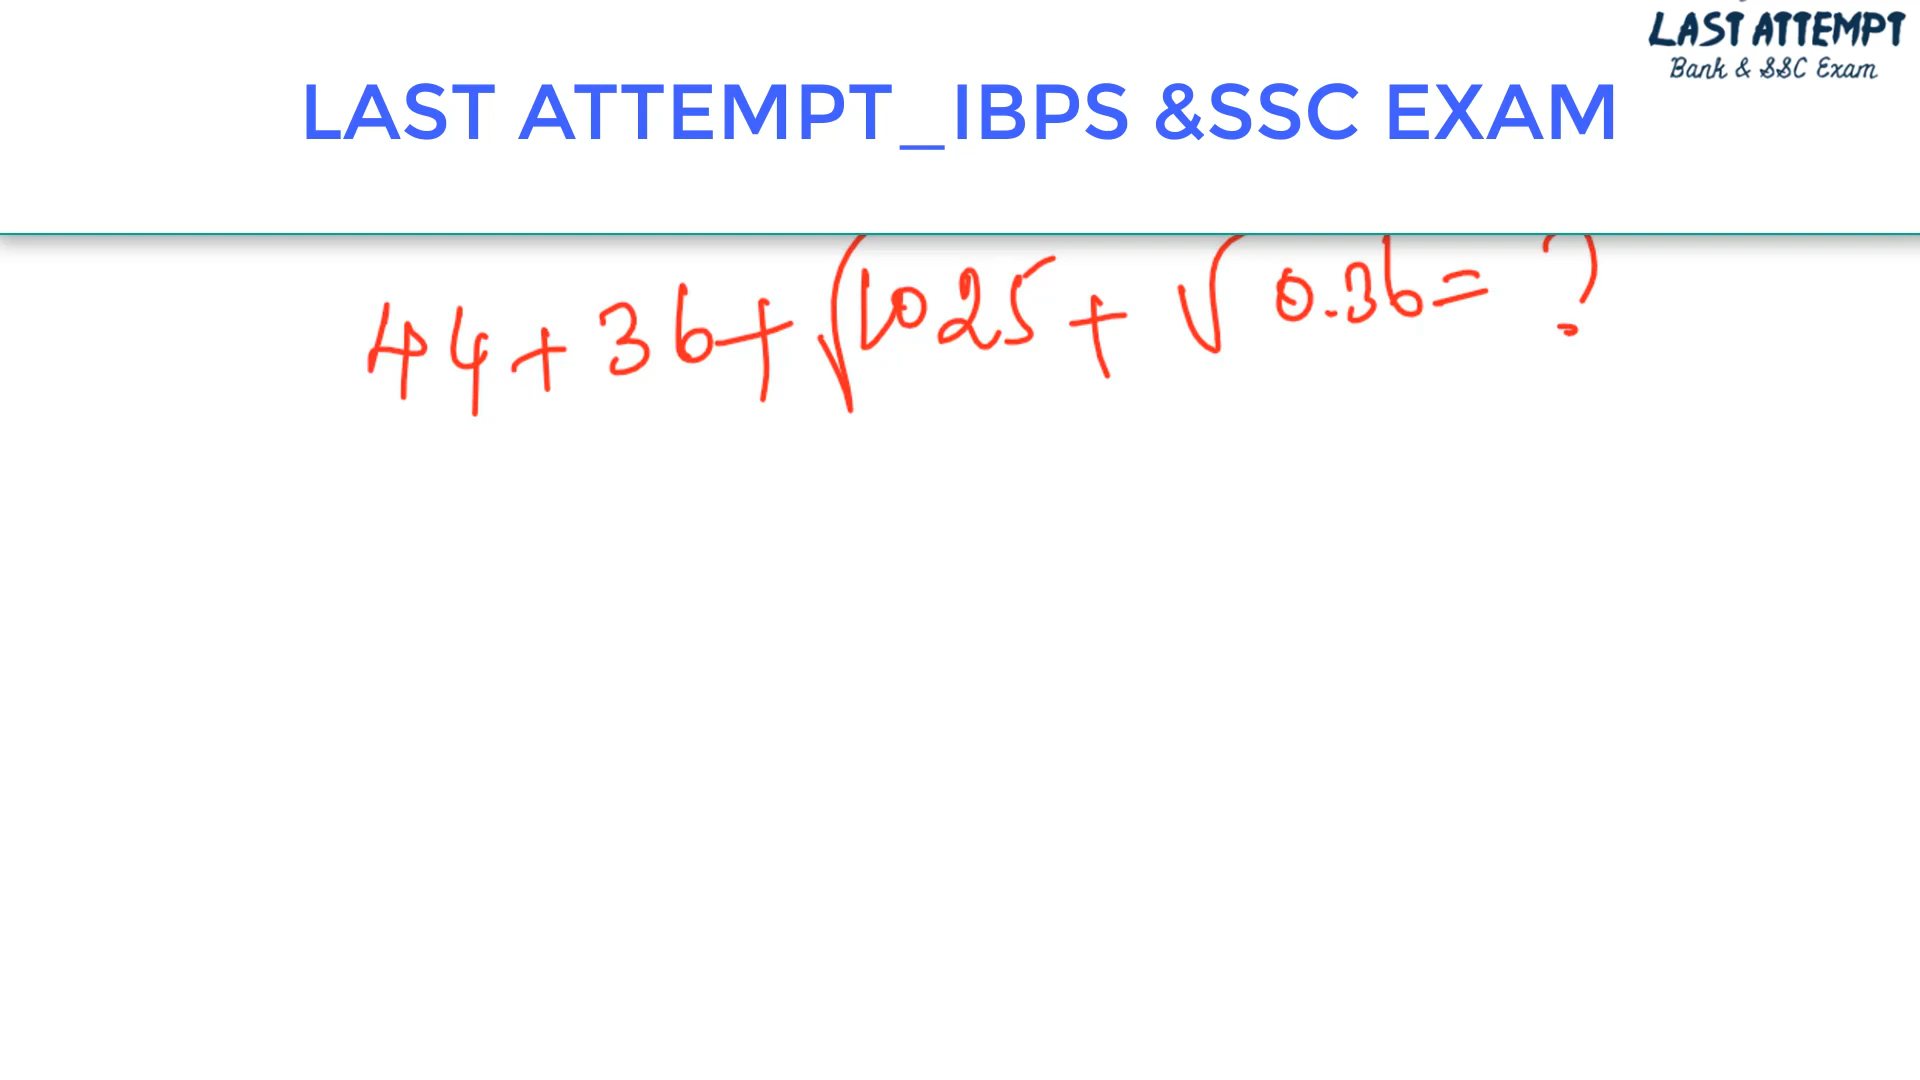 LAST ATTEMPT
Bank & SSC Exam
LAST ATTEMPT_IBPS &SSC EXAM
44+36+√1025+√0.36=?